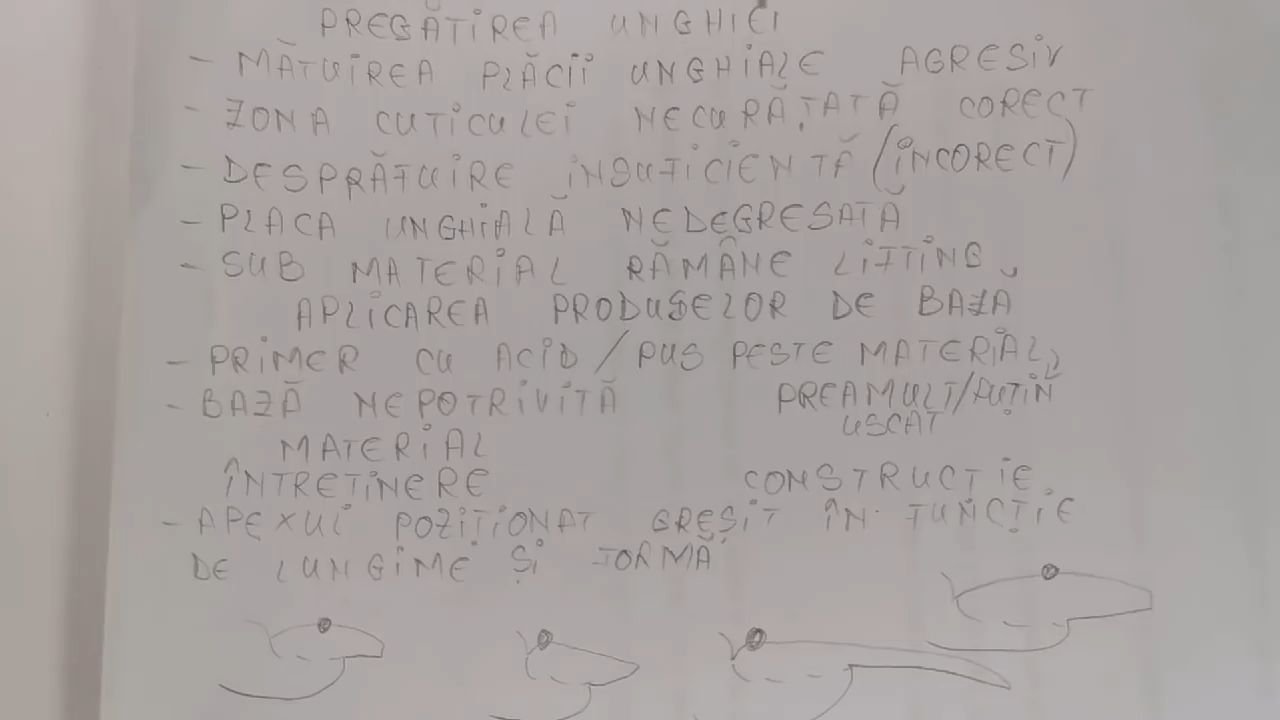 PREGĂTIREA UNGHIEI
- MĂTUIREA PLĂCII UNGHIALE AGRESIV
- ZONA CUTICULEI NECURĂȚATĂ CORECT
- DESPRĂFUIRE INSUFICIENTĂ (INCORECT)
- PLACA UNGHIALĂ NEDEGRESATĂ
- SUB MATERIAL RĂMÂNE LIFTING
APLICAREA PRODUSELOR DE BAZĂ
- PRIMER CU ACID / PUS PESTE MATERIAL,
- BAZĂ NEPOTRIVITĂ PREAMULT/PUȚIN
USCAT
MATERIAL
ÎNTREȚINERE CONSTRUCȚIE
- APEXUL POZIȚIONAT GREȘIT ÎN FUNCȚIE
DE LUNGIME ȘI FORMĂ